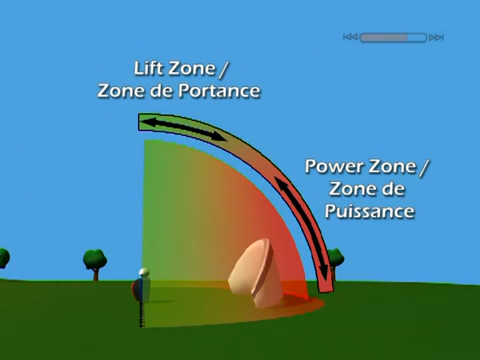 Lift Zone /
Zone de Portance
Power Zone /
Zone de
Puissance